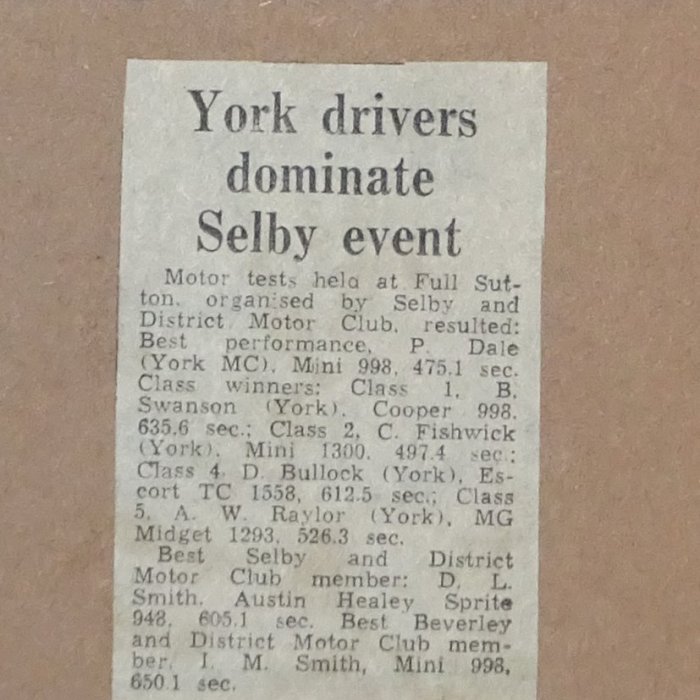 York drivers
dominate
Selby event
Motor tests held at Full Sut-
ton, organised by Selby and
District Motor Club, resulted:
Best performance, P. Dale
(York MC), Mini 998, 475.1 sec.
Class winners: Class 1, B.
Swanson (York), Cooper 998,
635.6 sec.; Class 2, C. Fishwick
(York), Mini 1300, 497.4 sec.;
Class 4, D. Bullock (York), Es-
cort TC 1558, 612.5 sec.; Class
5, A. W. Raylor (York), MG
Midget 1293, 526.3 sec.
Best Selby and District
Motor Club member: D. L.
Smith, Austin Healey Sprite
948, 605.1 sec. Best Beverley
and District Motor Club mem-
ber, I. M. Smith, Mini 998,
650.1 sec.